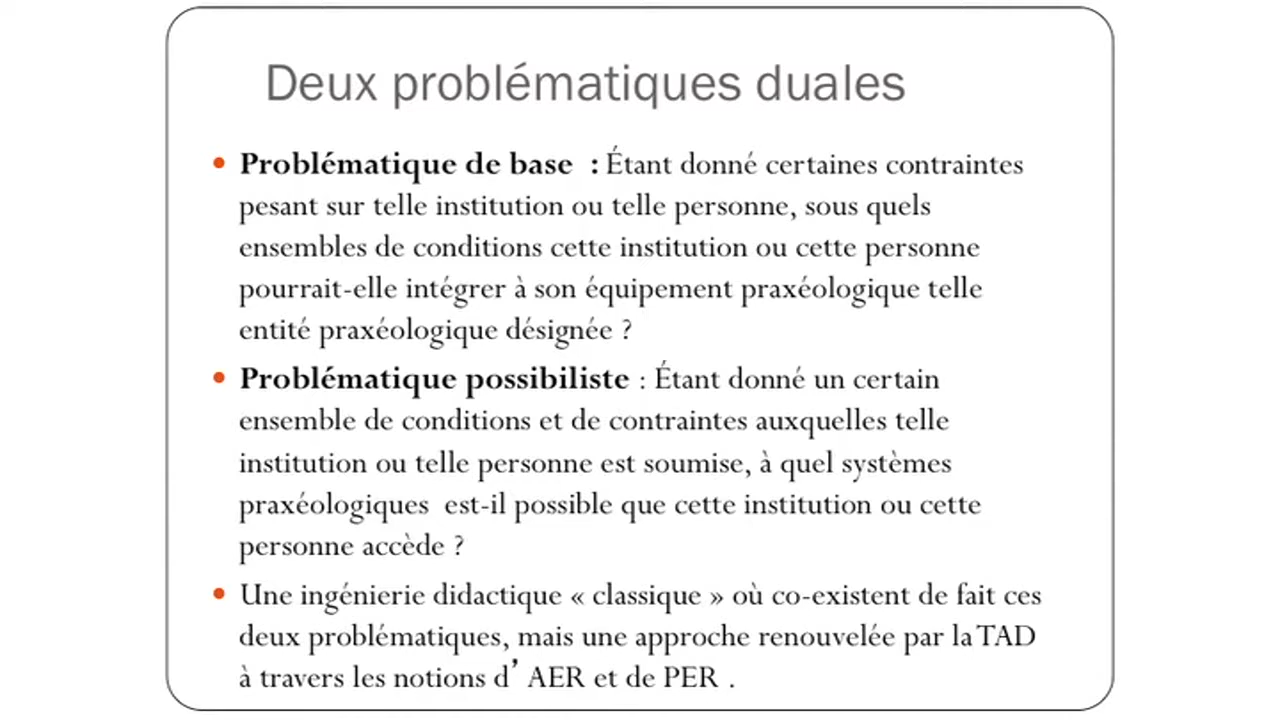 Deux problématiques duales
• Problématique de base : Étant donné certaines contraintes
pesant sur telle institution ou telle personne, sous quels
ensembles de conditions cette institution ou cette personne
pourrait-elle intégrer à son équipement praxéologique telle
entité praxéologique désignée ?
• Problématique possibiliste : Étant donné un certain
ensemble de conditions et de contraintes auxquelles telle
institution ou telle personne est soumise, à quel systèmes
praxéologiques est-il possible que cette institution ou cette
personne accède ?
• Une ingénierie didactique « classique » où co-existent de fait ces
deux problématiques, mais une approche renouvelée par la TAD
à travers les notions d’ AER et de PER .